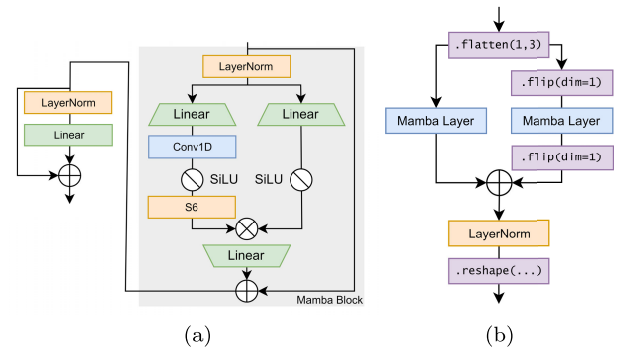 LayerNorm
Linear
LayerNorm
Linear
Linear
Conv1D
SiLU
SiLU
S6
Linear
Mamba Block
(a)
.flatten(1,3)
.flip(dim=1)
Mamba Layer
Mamba Layer
.flip(dim=1)
LayerNorm
.reshape(...)
(b)